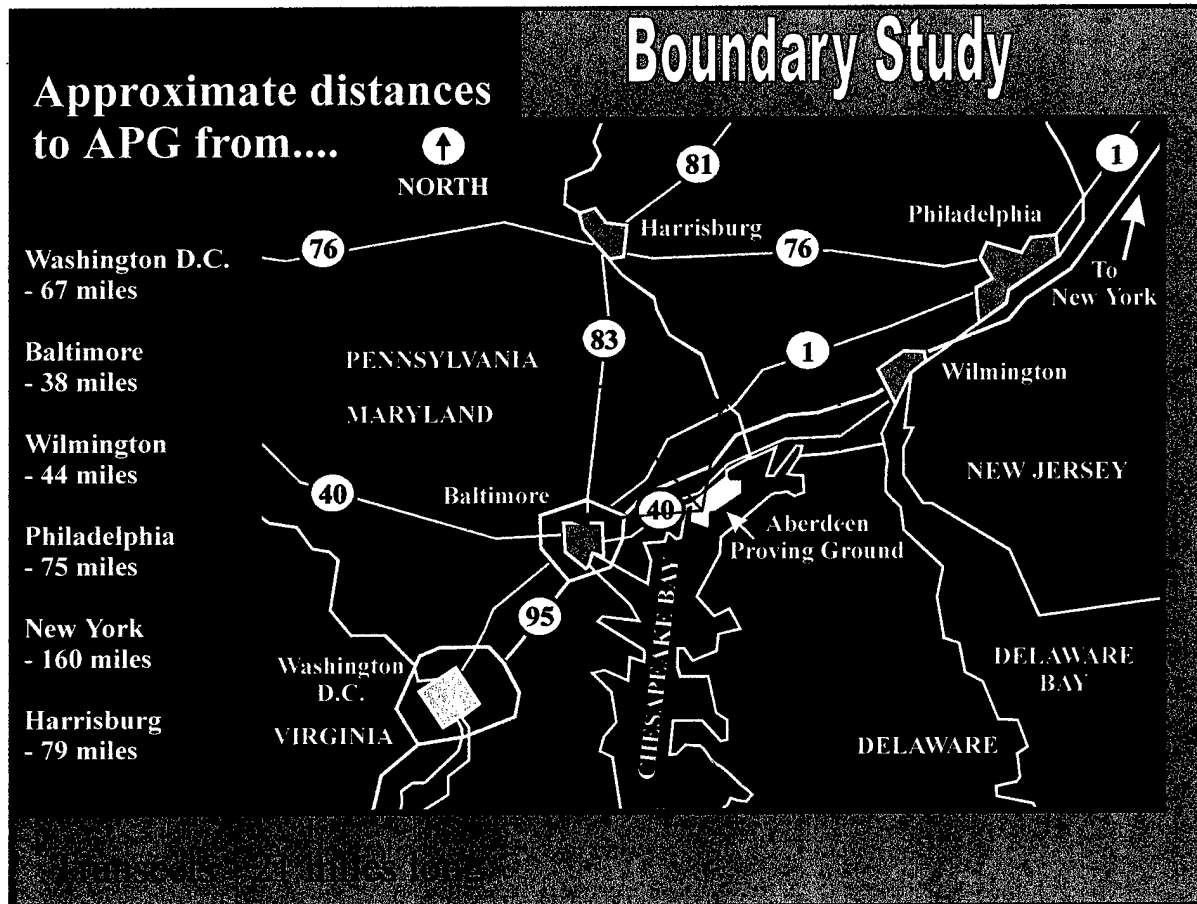 Boundary Study
Approximate distances
to APG from....
NORTH
Washington D.C.
- 67 miles
Baltimore
- 38 miles
Wilmington
- 44 miles
Philadelphia
- 75 miles
New York
- 160 miles
Harrisburg
- 79 miles
81
1
Harrisburg
Philadelphia
76
76
To
New York
83
1
PENNSYLVANIA
Wilmington
MARYLAND
NEW JERSEY
40
Baltimore
40
Aberdeen
Proving Ground
CHESAPEAKE BAY
95
Washington
D.C.
VIRGINIA
DELAWARE
BAY
DELAWARE
miles long